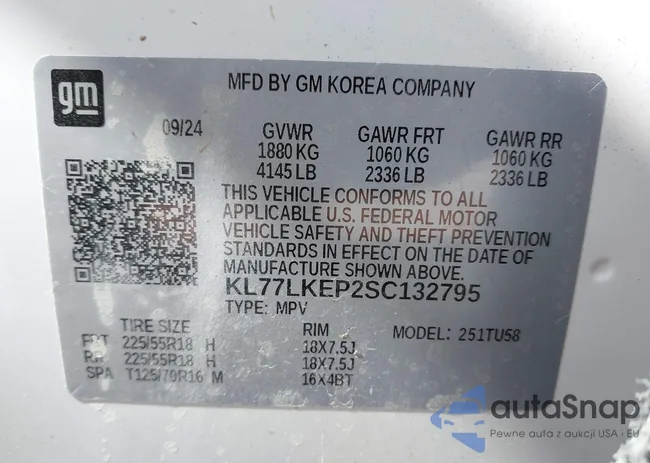 gm
MFD BY GM KOREA COMPANY
09/24 GVWR GAWR FRT GAWR RR
1880 KG 1060 KG 1060 KG
4145 LB 2336 LB 2336 LB
THIS VEHICLE CONFORMS TO ALL
APPLICABLE U.S. FEDERAL MOTOR
VEHICLE SAFETY AND THEFT PREVENTION
STANDARDS IN EFFECT ON THE DATE OF
MANUFACTURE SHOWN ABOVE.
KL77LKEP2SC132795
TYPE: MPV
TIRE SIZE RIM MODEL: 251TU58
FRT 225/55R18 H 18X7.5J
RR 225/55R18 H 18X7.5J
SPA T125/70R16 M 16X4BT
autaSnap
Pewne auta z aukcji USA · EU